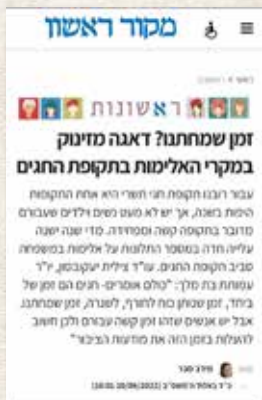 מקור ראשון
ראשונות
זמן שמחתנו? דאגה מזינוק
במקרי האלימות בתקופת החגים
עבור רובנו תקופת חגי תשרי היא אחת התקופות
היפות בשנה, אך יש לא מעט נשים וילדים שעבורם
מדובר בתקופה קשה ומפחידה. מדי שנה ישנה
עלייה חדה במספר התלונות על אלימות במשפחה
סביב תקופת החגים. עו"ד צילית יעקובסון, יו"ר
עמותת בת מלך: "כולם אומרים- חגים הם זמן של
ביחד, זמן שנותן כוח לחורף, לשגרה, זמן שמחתנו.
אבל יש אנשים שזהו זמן קשה עבורם ולכן חשוב
להעלות בזמן הזה את מודעות הציבור"